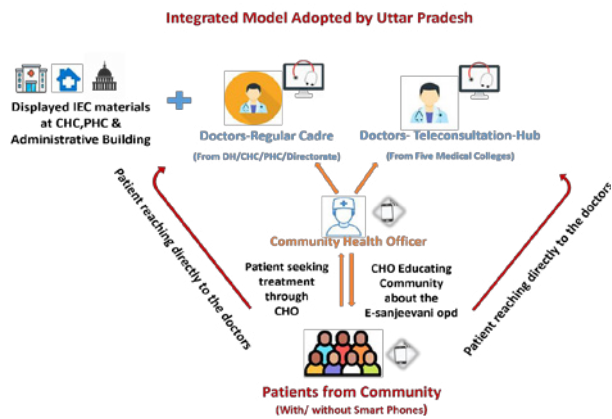 Integrated Model Adopted by Uttar Pradesh
Displayed IEC materials
at CHC,PHC &
Administrative Building
Doctors-Regular Cadre
(From DH/CHC/PHC/Directorate)
Doctors- Teleconsultation-Hub
(From Five Medical Colleges)
Patient reaching directly to the doctors
Community Health Officer
Patient seeking
treatment
through
CHO
CHO Educating
Community
about the
E-sanjeevani opd
Patient reaching directly to the doctors
Patients from Community
(With/ without Smart Phones)